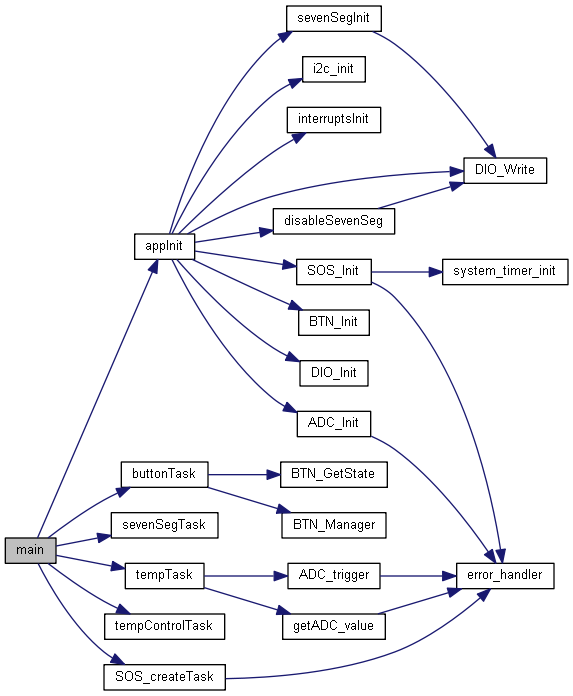 sevenSegInit
i2c_init
interruptsInit
DIO_Write
disableSevenSeg
appInit
SOS_Init
system_timer_init
BTN_Init
DIO_Init
ADC_Init
buttonTask
BTN_GetState
sevenSegTask
BTN_Manager
main
tempTask
ADC_trigger
error_handler
tempControlTask
getADC_value
SOS_createTask